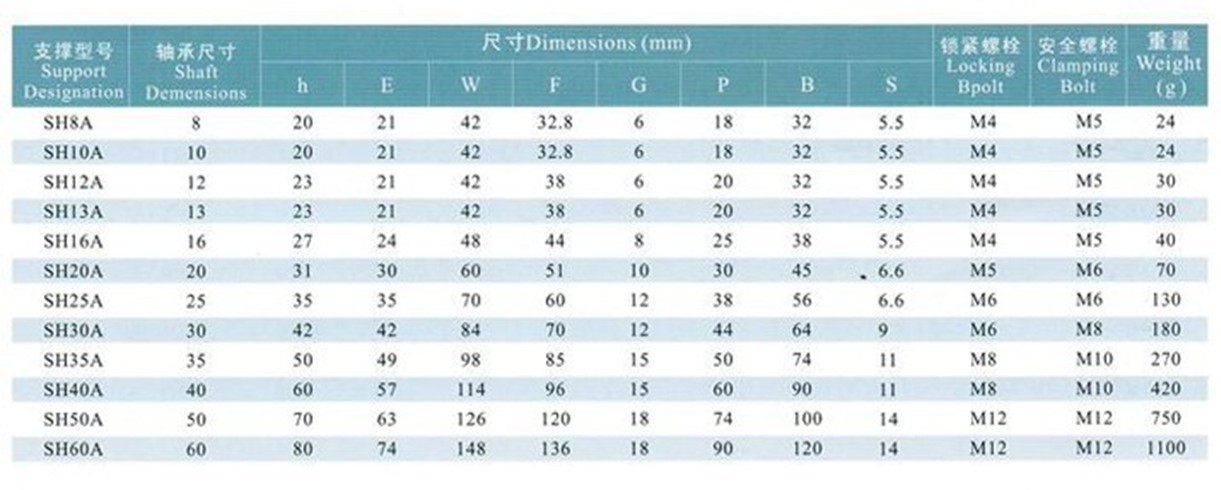 支撑型号 Support Designation 轴承尺寸 Shaft Demensions 尺寸Dimensions (mm) 锁紧螺栓 Locking Bpolt 安全螺栓 Clamping Bolt 重量 Weight (g)
h E W F G P B S
SH8A 8 20 21 42 32.8 6 18 32 5.5 M4 M5 24
SH10A 10 20 21 42 32.8 6 18 32 5.5 M4 M5 24
SH12A 12 23 21 42 38 6 20 32 5.5 M4 M5 30
SH13A 13 23 21 42 38 6 20 32 5.5 M4 M5 30
SH16A 16 27 24 48 44 8 25 38 5.5 M4 M5 40
SH20A 20 31 30 60 51 10 30 45 6.6 M5 M6 70
SH25A 25 35 35 70 60 12 38 56 6.6 M6 M6 130
SH30A 30 42 42 84 70 12 44 64 9 M6 M8 180
SH35A 35 50 49 98 85 15 50 74 11 M8 M10 270
SH40A 40 60 57 114 96 15 60 90 11 M8 M10 420
SH50A 50 70 63 126 120 18 74 100 14 M12 M12 750
SH60A 60 80 74 148 136 18 90 120 14 M12 M12 1100